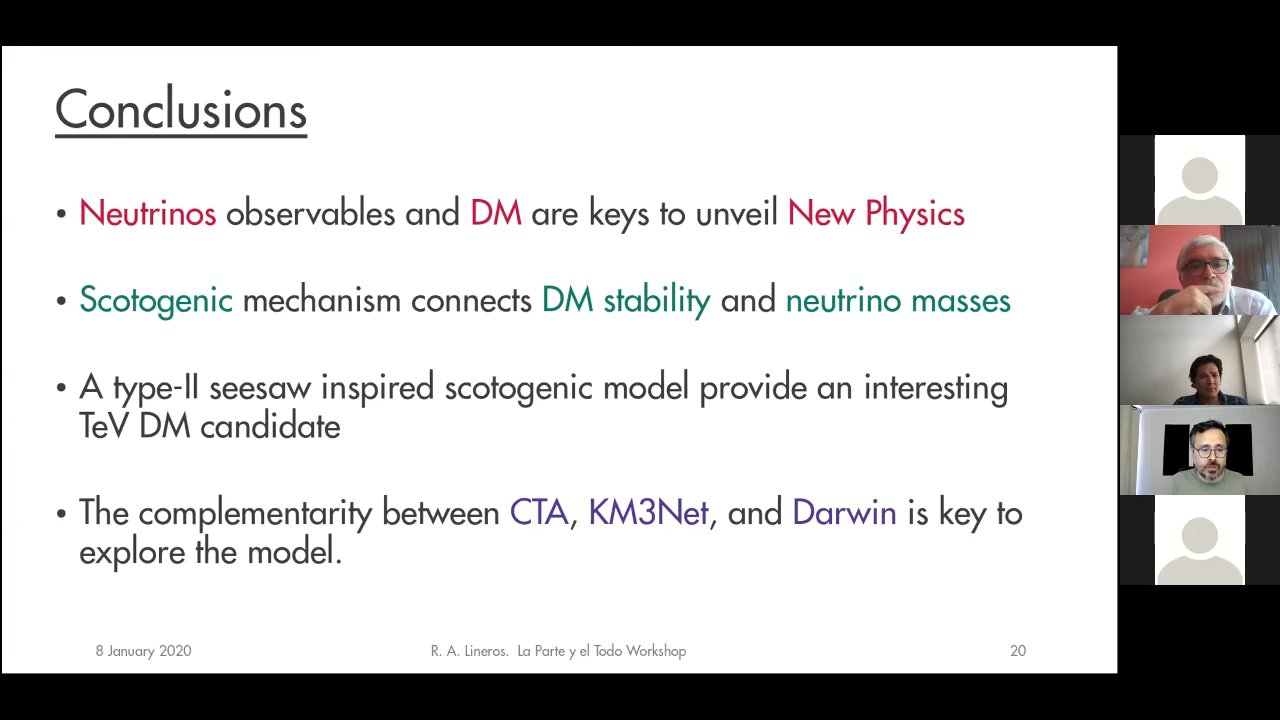 Conclusions
• Neutrinos observables and DM are keys to unveil New Physics
• Scotogenic mechanism connects DM stability and neutrino masses
• A type-II seesaw inspired scotogenic model provide an interesting
TeV DM candidate
• The complementarity between CTA, KM3Net, and Darwin is key to
explore the model.
8 January 2020
R. A. Lineros. La Parte y el Todo Workshop
20